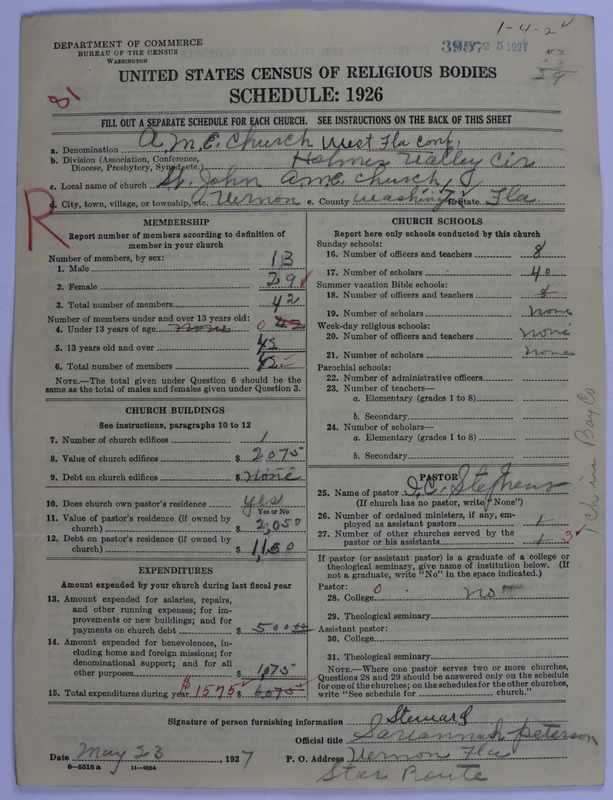 1-4-2
DEPARTMENT OF COMMERCE
BUREAU OF THE CENSUS
WASHINGTON
3957
UNITED STATES CENSUS OF RELIGIOUS BODIES
SCHEDULE: 1926
FILL OUT A SEPARATE SCHEDULE FOR EACH CHURCH. SEE INSTRUCTIONS ON THE BACK OF THIS SHEET
a. Denomination A.M.E. Church West Fla Conf,
b. Division (Association, Conference, Diocese, Presbytery, Synod, etc.) Holmes Valley Cir
c. Local name of church St. John AME Church
d. City, town, village, or township, etc. Vernon e. County Washington f. State Fla.
R
MEMBERSHIP
Report number of members according to definition of member in your church
Number of members, by sex:
1. Male 13
2. Female 29
3. Total number of members 42
Number of members under and over 13 years old:
4. Under 13 years of age none 0 42
5. 13 years old and over
6. Total number of members
NOTE.—The total given under Question 6 should be the same as the total of males and females given under Question 3.
CHURCH BUILDINGS
See instructions, paragraphs 10 to 12
7. Number of church edifices 1
8. Value of church edifices $ 2,075
9. Debt on church edifices $ none
10. Does church own pastor's residence yes
Yes or No
11. Value of pastor's residence (if owned by church) $ 2,050
12. Debt on pastor's residence (if owned by church) $
EXPENDITURES
Amount expended by your church during last fiscal year
13. Amount expended for salaries, repairs, and other running expenses; for improvements or new buildings; and for payments on church debt $ 500 00
14. Amount expended for benevolences, including home and foreign missions; for denominational support; and for all other purposes $ 1,075
15. Total expenditures during year $ 1575 $ 6,075
CHURCH SCHOOLS
Report here only schools conducted by this church
Sunday schools:
16. Number of officers and teachers 8
17. Number of scholars 40
Summer vacation Bible schools:
18. Number of officers and teachers 8
19. Number of scholars none
Week-day religious schools:
20. Number of officers and teachers none
21. Number of scholars none
Parochial schools:
22. Number of administrative officers
23. Number of teachers—
a. Elementary (grades 1 to 8)
b. Secondary
24. Number of scholars—
a. Elementary (grades 1 to 8)
b. Secondary
PASTOR
25. Name of pastor J.C. Stephens
(If church has no pastor, write "None")
26. Number of ordained ministers, if any, employed as assistant pastors 1
27. Number of other churches served by the pastor or his assistants 1 3
If pastor (or assistant pastor) is a graduate of a college or theological seminary, give name of institution below. (If not a graduate, write "No" in the space indicated.)
Pastor:
28. College 0 no
29. Theological seminary
Assistant pastor:
30. College
31. Theological seminary
NOTE.—Where one pastor serves two or more churches, Questions 28 and 29 should be answered only on the schedule for one of the churches; on the schedules for the other churches, write "See schedule for church."
1 ch in Bay Co
Signature of person furnishing information Steward
Official title Savannah Peterson
Date May 23, 1927 P. O. Address Vernon Fla
Star Route
8—5518 a 11—9054